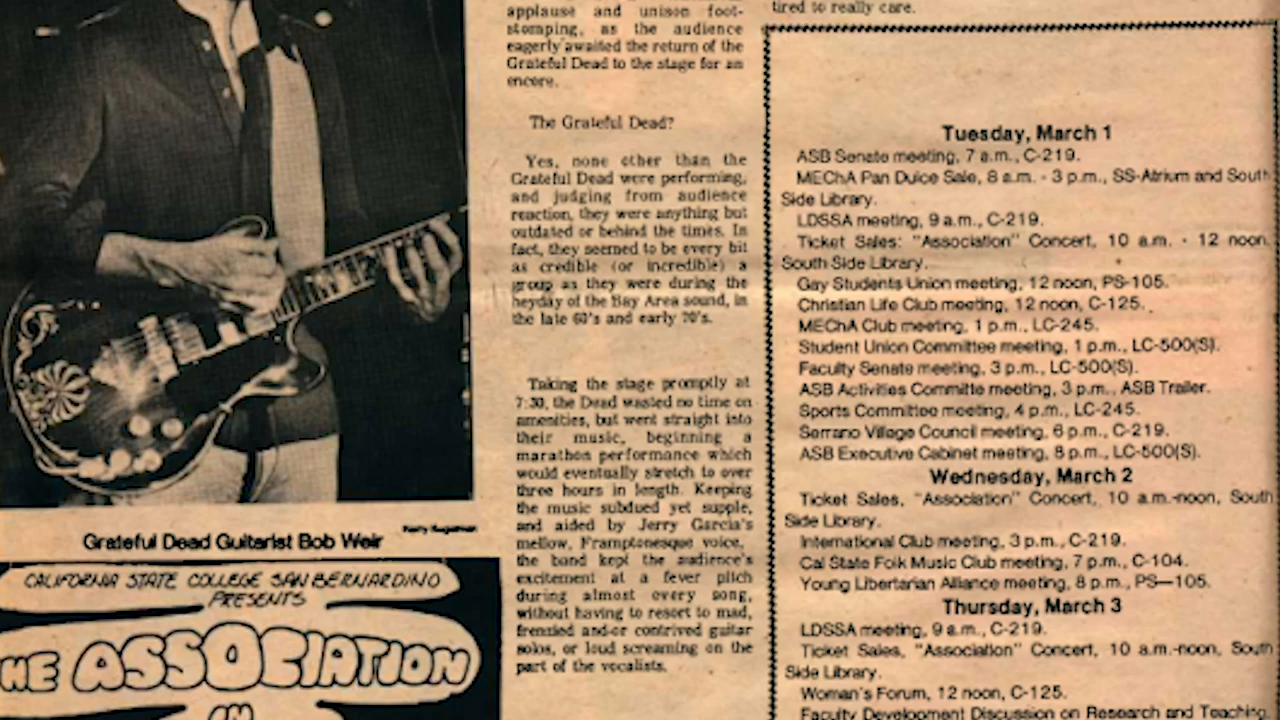 applause and unison foot-
stomping, as the audience
eagerly awaited the return of the
Grateful Dead to the stage for an
encore.
The Grateful Dead?
Yes, none other than the
Grateful Dead were performing,
and judging from audience
reaction, they were anything but
outdated or behind the times. In
fact, they seemed to be every bit
as credible (or incredible) a
group as they were during the
heyday of the Bay Area sound, in
the late 60's and early 70's.
Taking the stage promptly at
7:30, the Dead wasted no time on
amenities, but went straight into
their music, beginning a
marathon performance which
would eventually stretch to over
three hours in length. Keeping
the music subdued yet supple,
and aided by Jerry Garcia's
mellow, Framptonesque voice,
the band kept the audience's
excitement at a fever pitch
during almost every song,
without having to resort to mad,
frenzied and-or contrived guitar
solos, or loud screaming on the
part of the vocalists.
Grateful Dead Guitarist Bob Weir
CALIFORNIA STATE COLLEGE SAN BERNARDINO
PRESENTS
HE ASSOCIATION
IN
tired to really care.
Tuesday, March 1
ASB Senate meeting, 7 a.m., C-219.
MEChA Pan Dulce Sale, 8 a.m. - 3 p.m., SS-Atrium and South
Side Library.
LDSSA meeting, 9 a.m., C-219.
Ticket Sales: "Association" Concert, 10 a.m. - 12 noon,
South Side Library.
Gay Students Union meeting, 12 noon, PS-105.
Christian Life Club meeting, 12 noon, C-125.
MEChA Club meeting, 1 p.m., LC-245.
Student Union Committee meeting, 1 p.m., LC-500(S).
Faculty Senate meeting, 3 p.m., LC-500(S).
ASB Activities Committe meeting, 3 p.m., ASB Trailer.
Sports Committee meeting, 4 p.m., LC-245.
Serrano Village Council meeting, 6 p.m., C-219.
ASB Executive Cabinet meeting, 8 p.m., LC-500(S).
Wednesday, March 2
Ticket Sales, "Association" Concert, 10 a.m.-noon, South
Side Library.
International Club meeting, 3 p.m., C-219.
Cal State Folk Music Club meeting, 7 p.m., C-104.
Young Libertarian Alliance meeting, 8 p.m., PS—105.
Thursday, March 3
LDSSA meeting, 9 a.m., C-219.
Ticket Sales, "Association" Concert, 10 a.m.-noon, South
Side Library.
Woman's Forum, 12 noon, C-125.
Faculty Development Discussion on Research and Teaching,